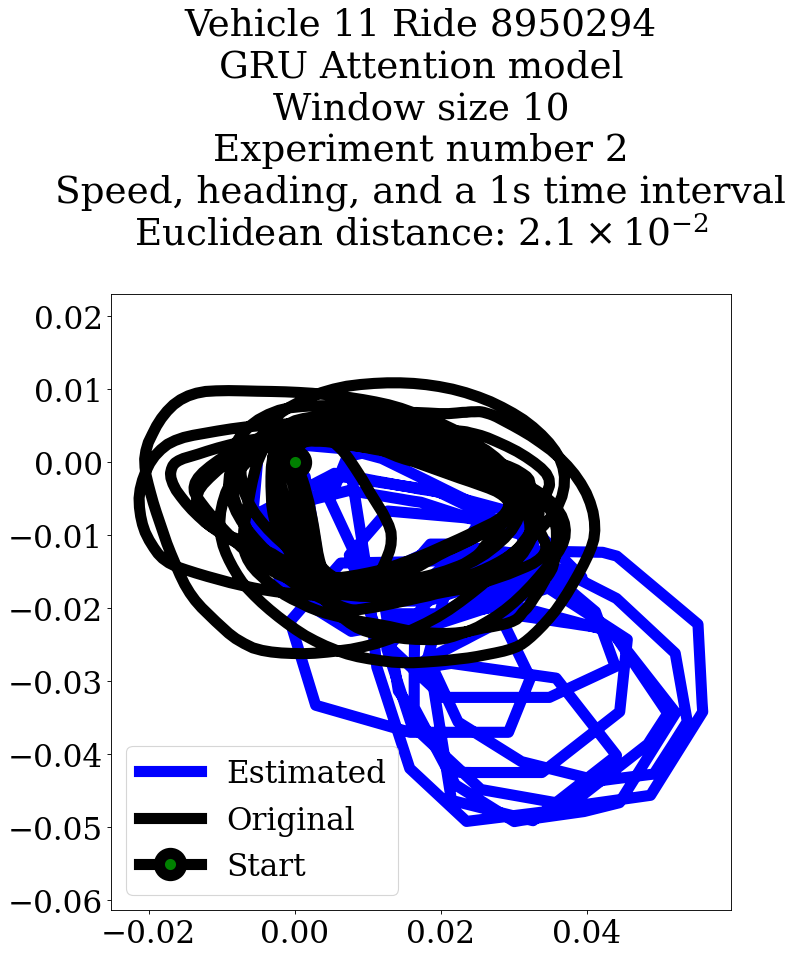 Vehicle 11 Ride 8950294
GRU Attention model
Window size 10
Experiment number 2
Speed, heading, and a 1s time interval
Euclidean distance: 2.1 × 10⁻²
0.02
0.01
0.00
−0.01
−0.02
−0.03
−0.04
−0.05
−0.06
Estimated
Original
Start
−0.02 0.00 0.02 0.04